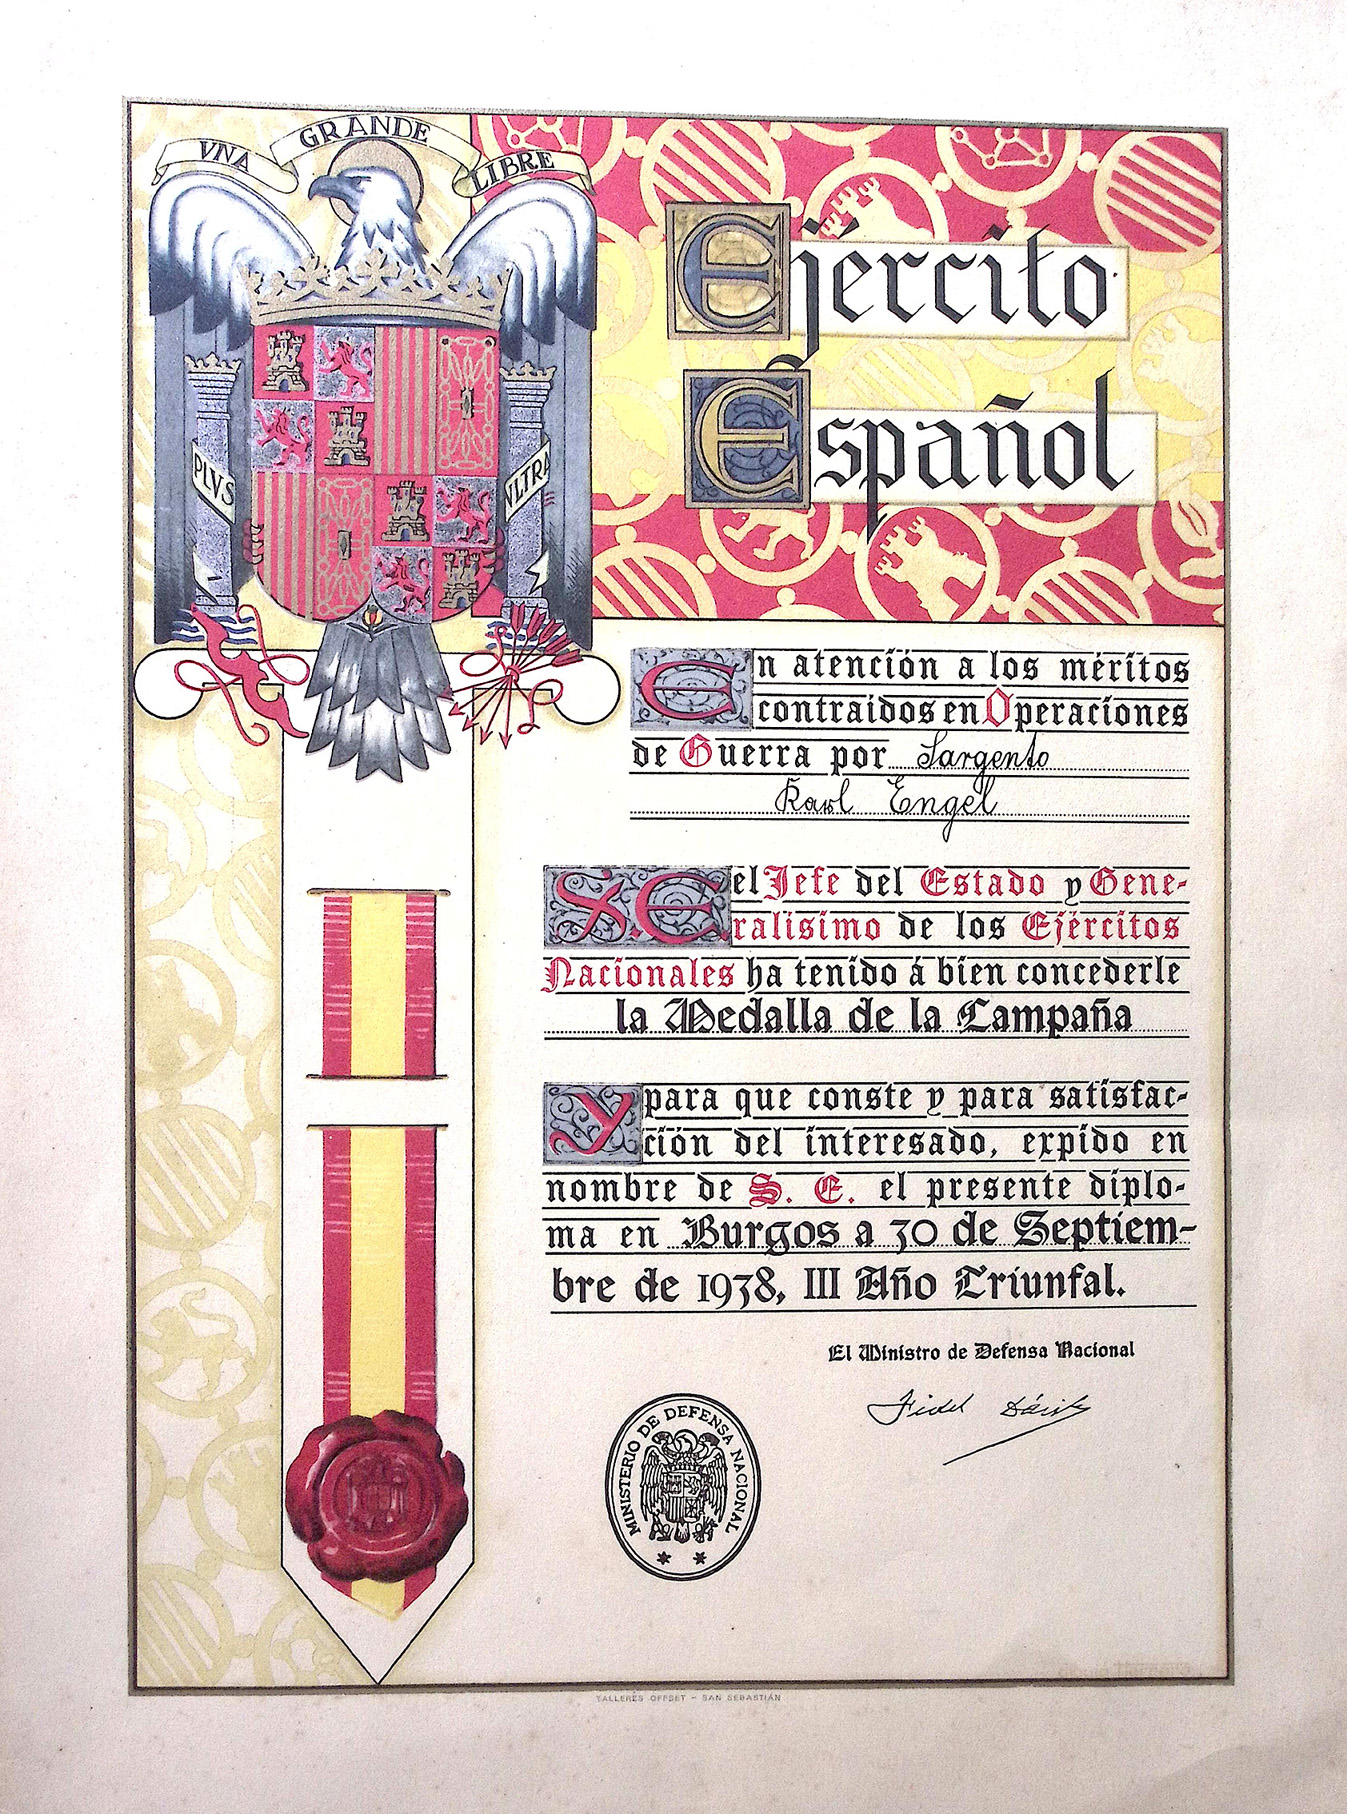 VNA GRANDE LIBRE
PLVS VLTRA
Ejército
Español
En atención a los méritos
contraidos en Operaciones
de Guerra por Sargento
Karl Engel
S.E. el Jefe del Estado y Gene-
ralísimo de los Ejércitos
Nacionales ha tenido á bien concederle
la Medalla de la Campaña
Y para que conste y para satisfac-
ción del interesado, expido en
nombre de S. E. el presente diplo-
ma en Burgos a 30 de Septiem-
bre de 1938, III Año Triunfal.
El Ministro de Defensa Nacional
Fidel Dávila
MINISTERIO DE DEFENSA NACIONAL
TALLERES OFFSET - SAN SEBASTIÁN